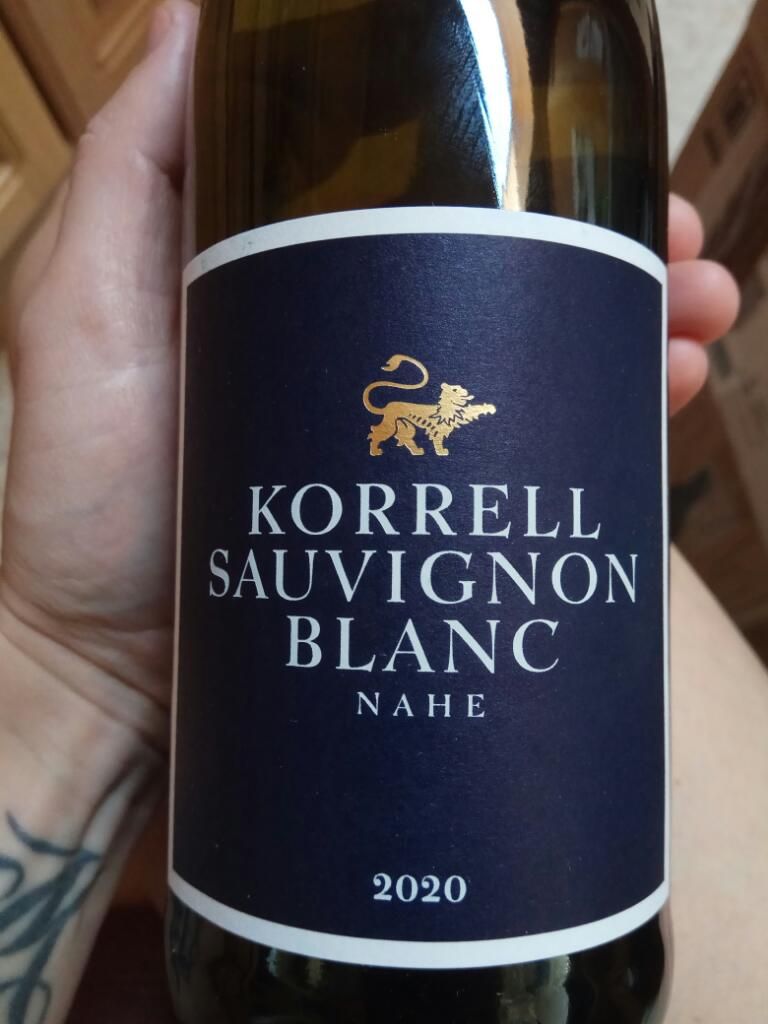 KORRELL
SAUVIGNON
BLANC
NAHE
2020